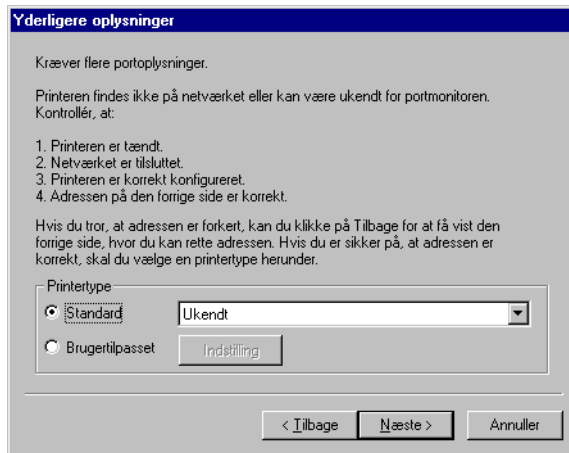 Yderligere oplysninger
Kræver flere portoplysninger.
Printeren findes ikke på netværket eller kan være ukendt for portmonitoren.
Kontrollér, at:
1. Printeren er tændt.
2. Netværket er tilsluttet.
3. Printeren er korrekt konfigureret.
4. Adressen på den forrige side er korrekt.
Hvis du tror, at adressen er forkert, kan du klikke på Tilbage for at få vist den
forrige side, hvor du kan rette adressen. Hvis du er sikker på, at adressen er
korrekt, skal du vælge en printertype herunder.
Printertype
Standard Ukendt
Brugertilpasset Indstilling
< Tilbage Næste > Annuller